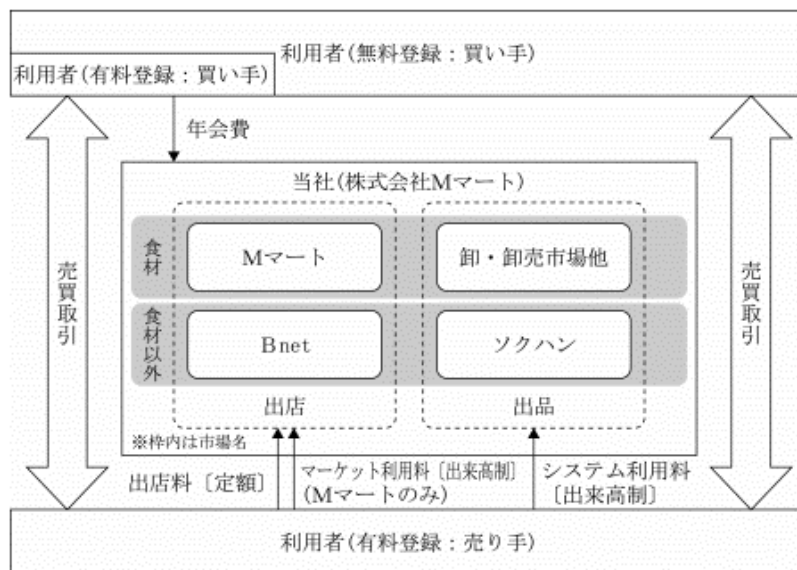 利用者(無料登録：買い手)
利用者(有料登録：買い手)
年会費
当社(株式会社Mマート)
食材
Mマート
卸・卸売市場他
食材以外
Bnet
ソクハン
出店
出品
※枠内は市場名
売買取引
売買取引
出店料〔定額〕
マーケット利用料〔出来高制〕
(Mマートのみ)
システム利用料
〔出来高制〕
利用者(有料登録：売り手)